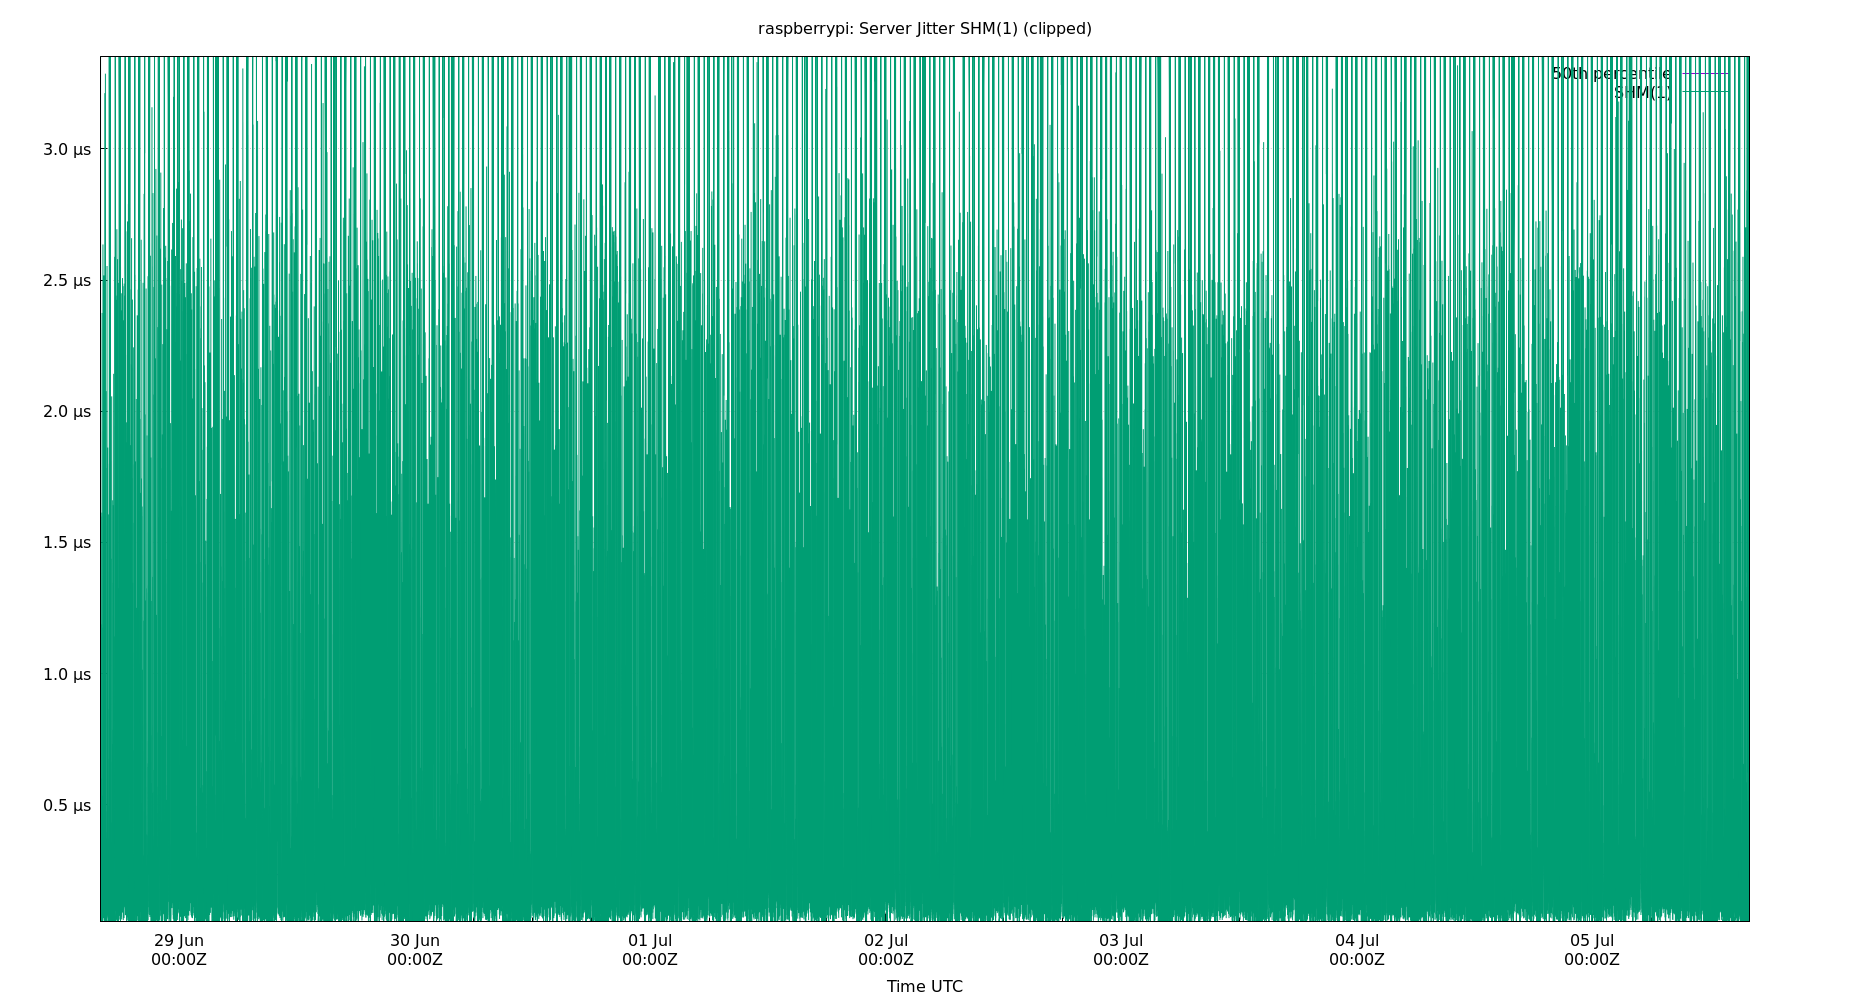 raspberrypi: Server Jitter SHM(1) (clipped)
50th percentile
SHM(1)
3.0 µs
2.5 µs
2.0 µs
1.5 µs
1.0 µs
0.5 µs
29 Jun 30 Jun 01 Jul 02 Jul 03 Jul 04 Jul 05 Jul
00:00Z 00:00Z 00:00Z 00:00Z 00:00Z 00:00Z 00:00Z
Time UTC